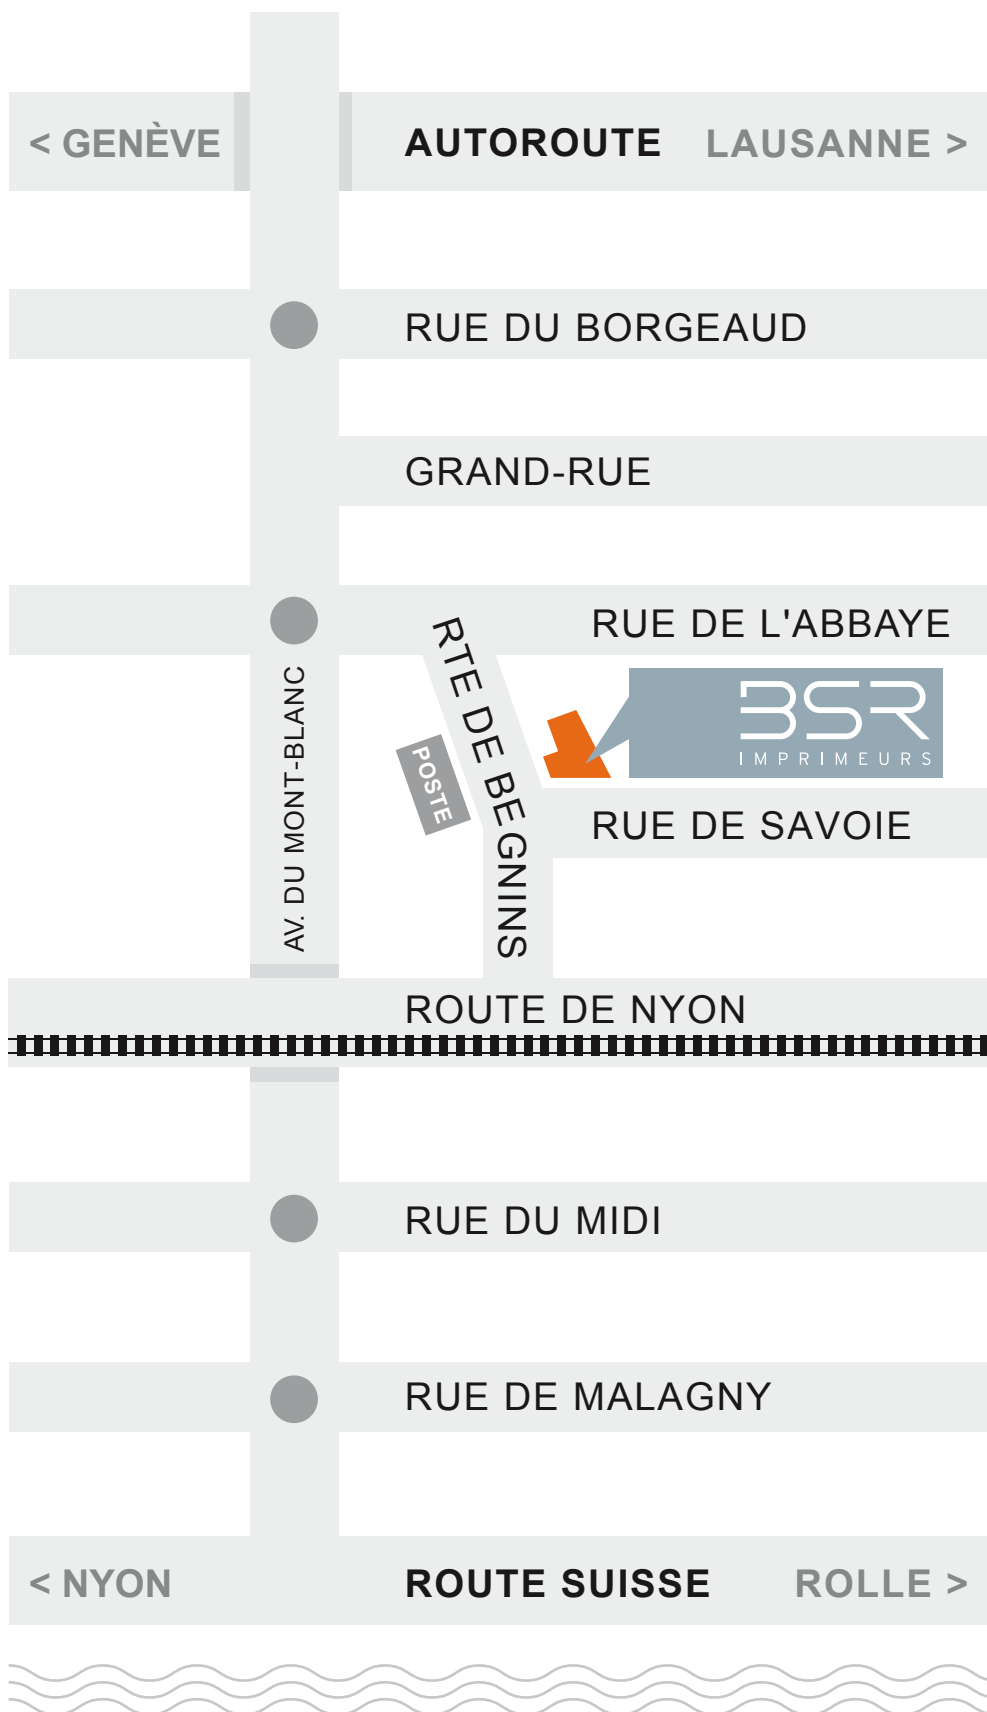 < GENÈVE AUTOROUTE LAUSANNE >
RUE DU BORGEAUD
GRAND-RUE
RUE DE L'ABBAYE
RTE DE BEGNINS
AV. DU MONT-BLANC
BSR
IMPRIMEURS
POSTE
RUE DE SAVOIE
ROUTE DE NYON
RUE DU MIDI
RUE DE MALAGNY
< NYON ROUTE SUISSE ROLLE >